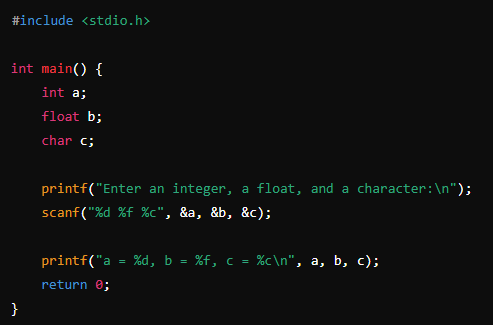 #include <stdio.h>

int main() {
    int a;
    float b;
    char c;

    printf("Enter an integer, a float, and a character:\n");
    scanf("%d %f %c", &a, &b, &c);

    printf("a = %d, b = %f, c = %c\n", a, b, c);
    return 0;
}